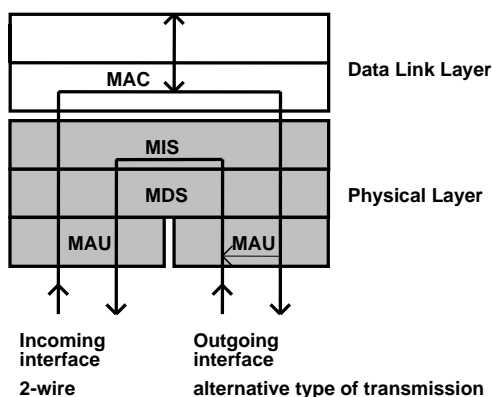 MAC
Data Link Layer
MIS
MDS
Physical Layer
MAU
MAU
Incoming
interface
2-wire
Outgoing
interface
alternative type of transmission